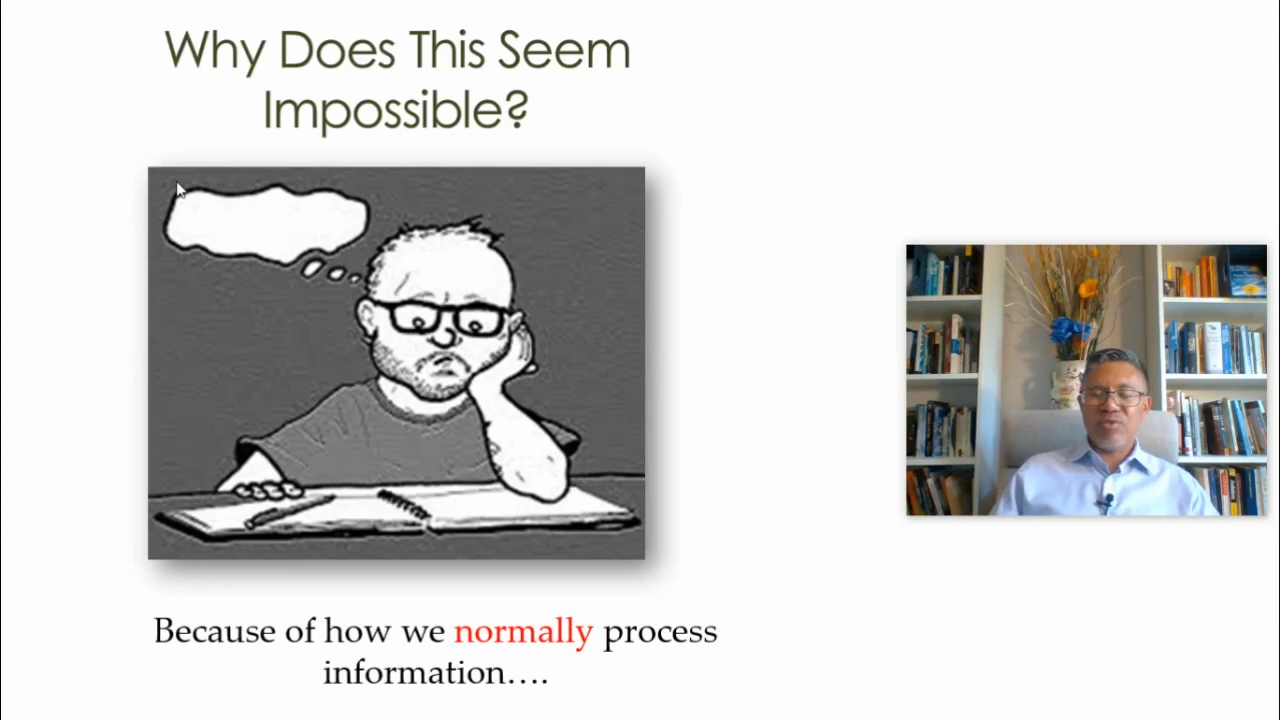 Why Does This Seem
Impossible?
Because of how we normally process
information….